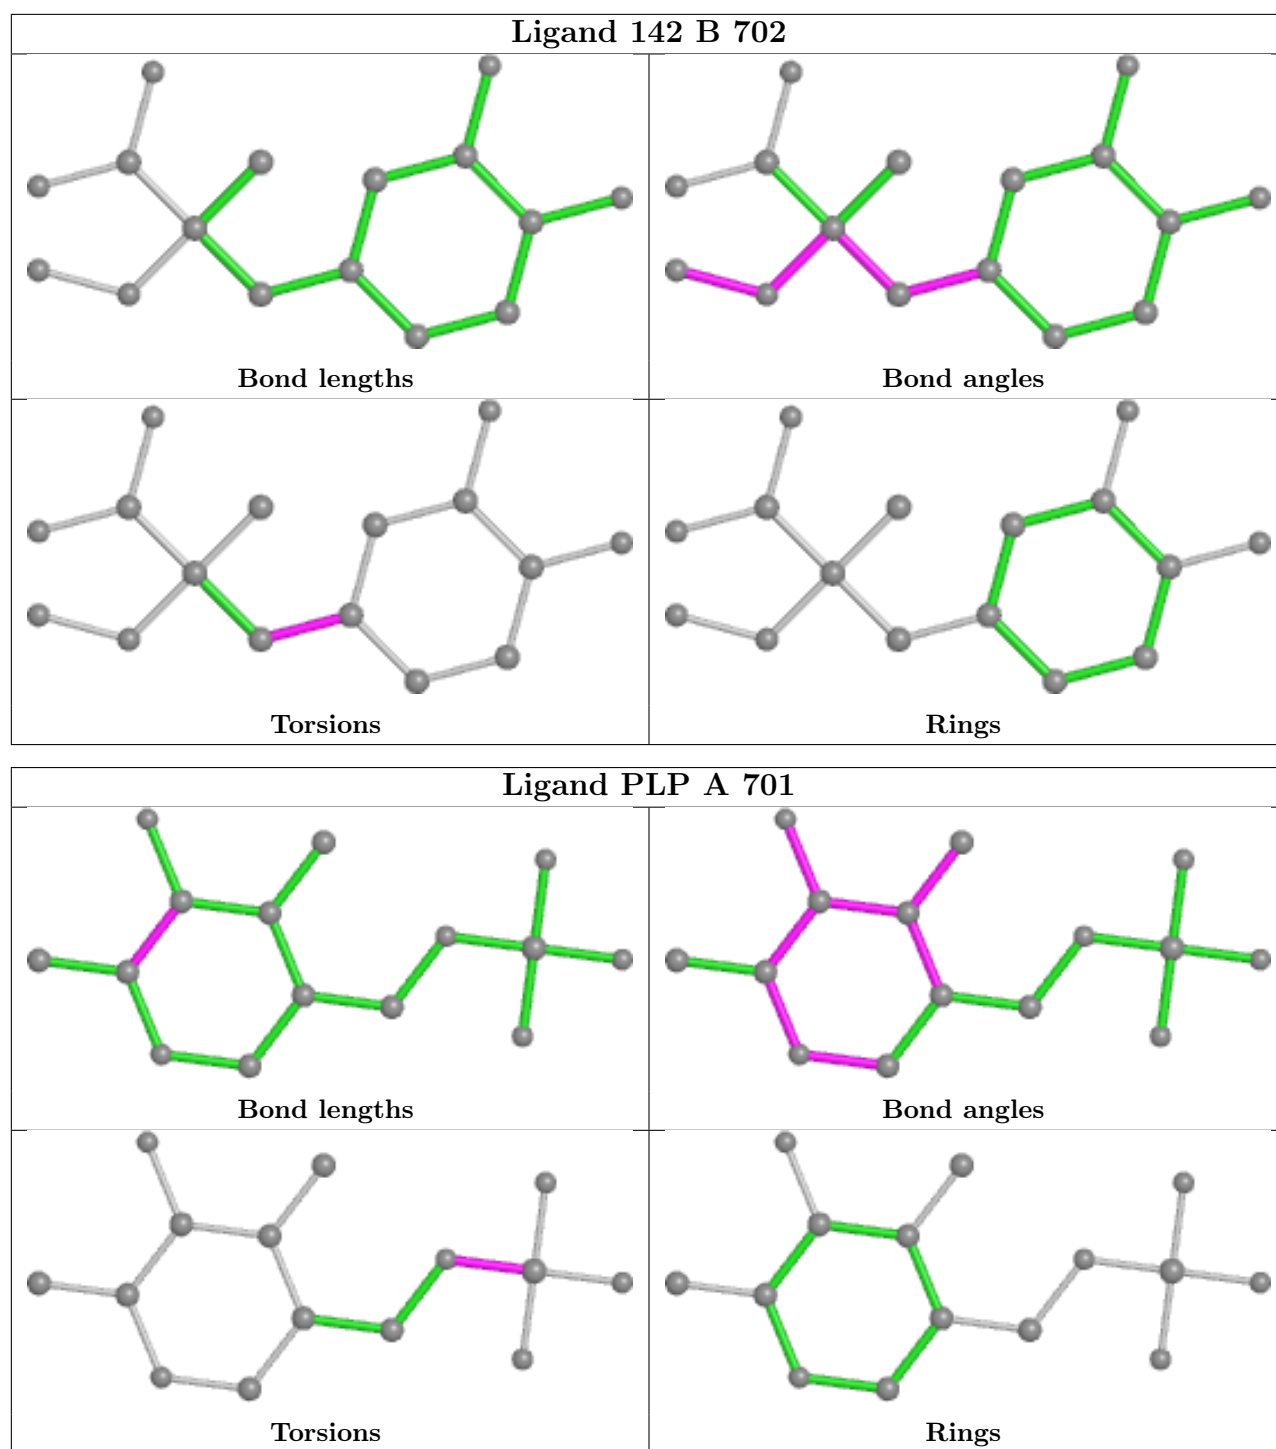 Ligand 142 B 702
Bond lengths
Bond angles
Torsions
Rings
Ligand PLP A 701
Bond lengths
Bond angles
Torsions
Rings